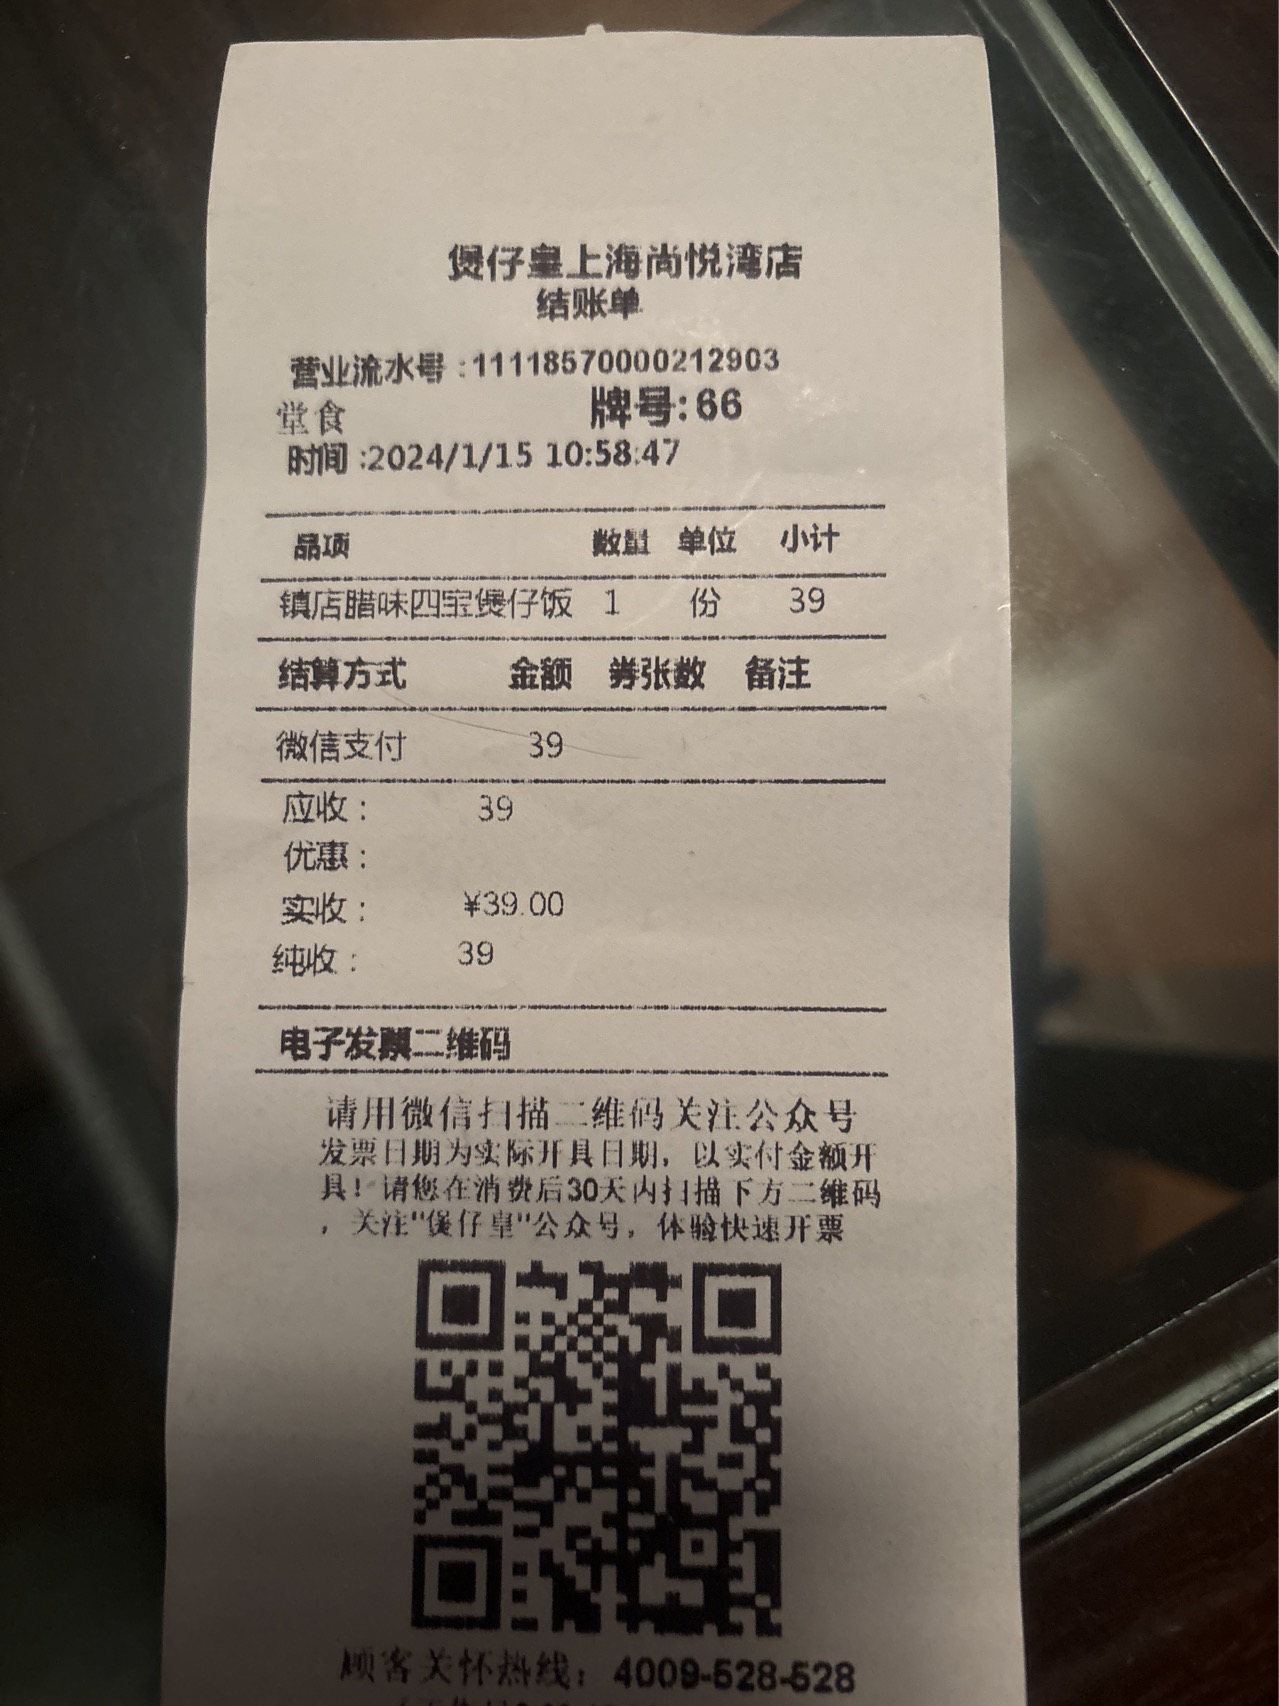 煲仔皇上海尚悦湾店
结账单
营业流水号:11118570000212903
堂食 牌号:66
时间:2024/1/15 10:58:47
品项 数量 单位 小计
镇店腊味四宝煲仔饭 1 份 39
结算方式 金额 券张数 备注
微信支付 39
应收: 39
优惠:
实收: ¥39.00
纯收: 39
电子发票二维码
请用微信扫描二维码关注公众号
发票日期为实际开具日期，以实付金额开
具！请您在消费后30天内扫描下方二维码
，关注"煲仔皇"公众号，体验快速开票
顾客关怀热线：4009-528-528